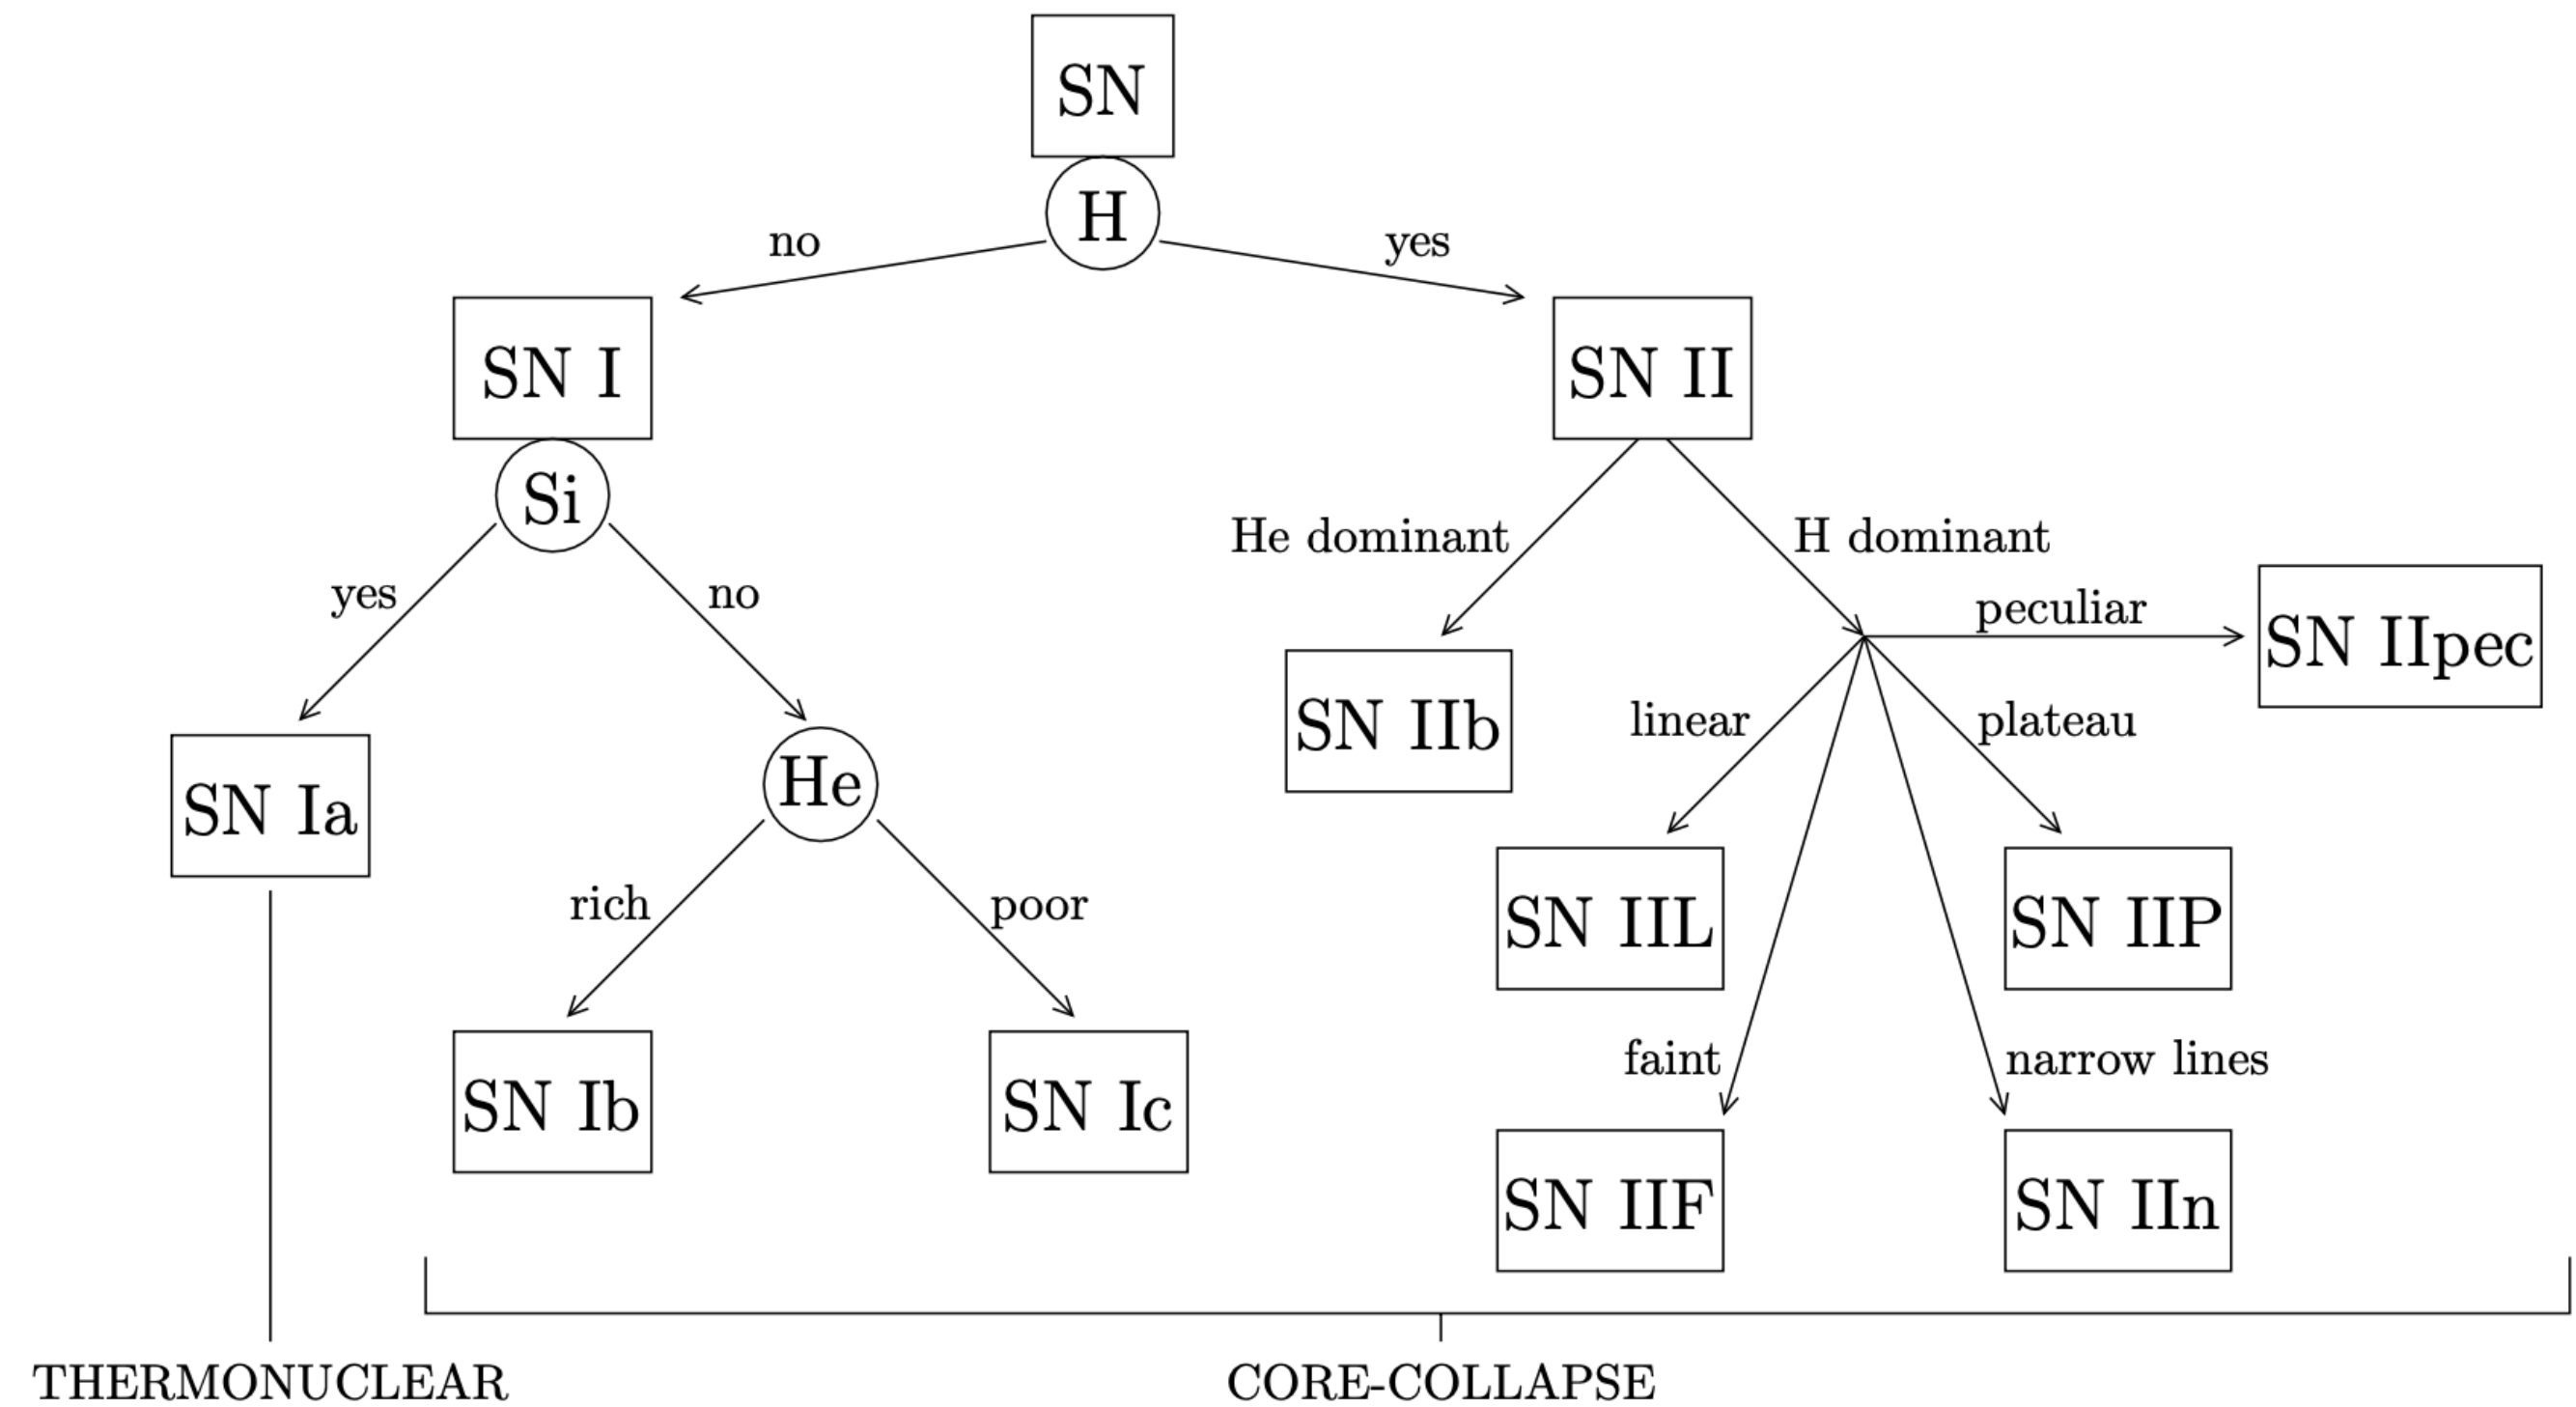 SN
H
no
yes
SN I
SN II
Si
He dominant
H dominant
yes
no
peculiar
SN IIpec
SN IIb
linear
plateau
SN Ia
He
rich
poor
SN IIL
SN IIP
faint
narrow lines
SN Ib
SN Ic
SN IIF
SN IIn
THERMONUCLEAR
CORE-COLLAPSE